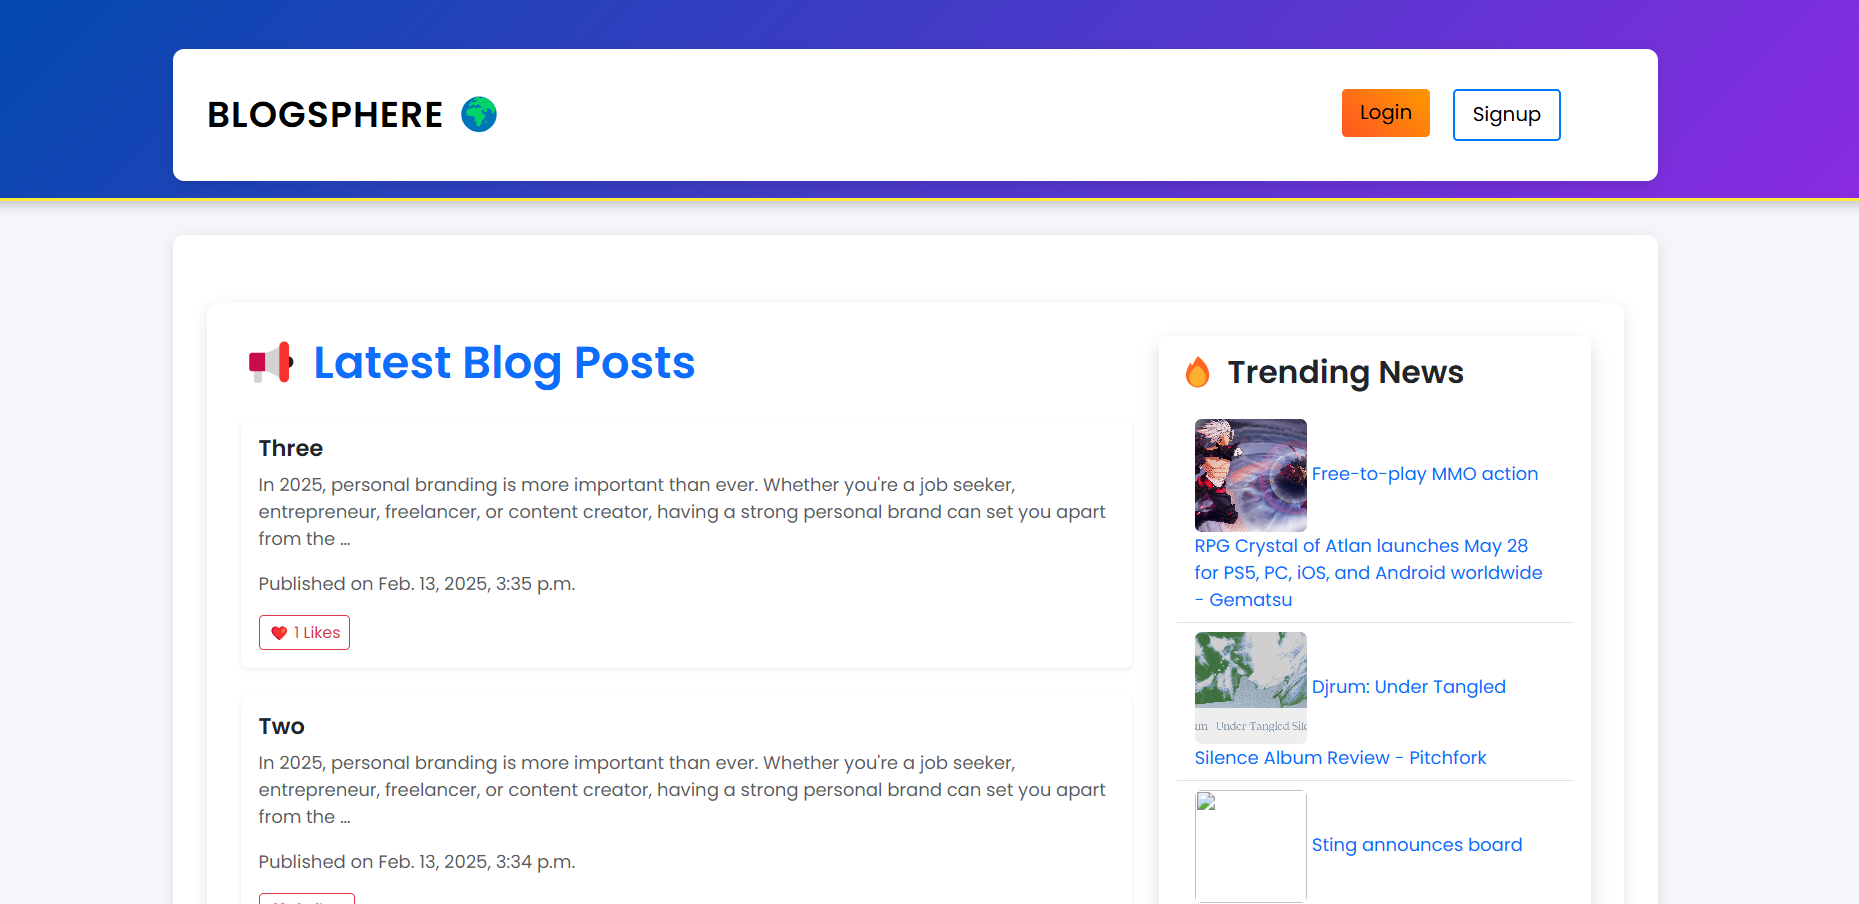 BLOGSPHERE
Login
Signup
Latest Blog Posts
Three
In 2025, personal branding is more important than ever. Whether you're a job seeker,
entrepreneur, freelancer, or content creator, having a strong personal brand can set you apart
from the ...
Published on Feb. 13, 2025, 3:35 p.m.
1 Likes
Two
In 2025, personal branding is more important than ever. Whether you're a job seeker,
entrepreneur, freelancer, or content creator, having a strong personal brand can set you apart
from the ...
Published on Feb. 13, 2025, 3:34 p.m.
Trending News
Free-to-play MMO action
RPG Crystal of Atlan launches May 28
for PS5, PC, iOS, and Android worldwide
- Gematsu
Djrum: Under Tangled
um Under Tangled Sile
Silence Album Review - Pitchfork
Sting announces board